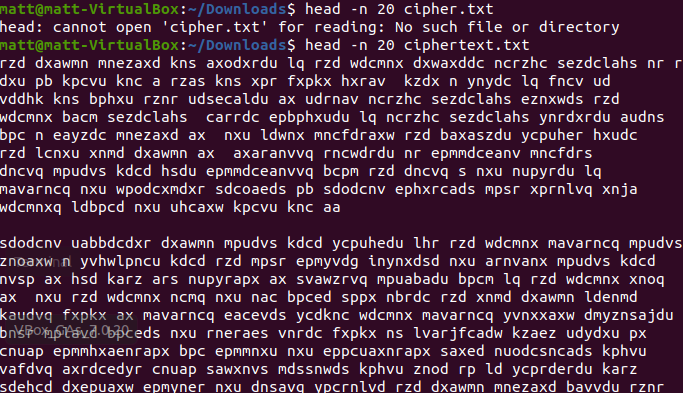 matt@matt-VirtualBox:~/Downloads$ head -n 20 cipher.txt
head: cannot open 'cipher.txt' for reading: No such file or directory
matt@matt-VirtualBox:~/Downloads$ head -n 20 ciphertext.txt
rzd dxawmn mnezaxd kns axodxrdu lq rzd wdcmnx dxwaxddc ncrzhc sezdclahs nr r
dxu pb kpcvu knc a rzas kns xpr fxpkx hxrav  kzdx n ynydc lq fncv ud
vddhk kns bphxu rznr udsecaldu ax udrnav ncrzhc sezdclahs eznxwds rzd
wdcmnx bacm sezdclahs  carrdc epbphxudu lq ncrzhc sezdclahs ynrdxrdu audns
bpc n eayzdc mnezaxd ax  nxu ldwnx mncfdraxw rzd baxaszdu ycpuher hxudc
rzd lcnxu xnmd dxawmn ax  axaranvvq rncwdrdu nr epmmdceanv mncfdrs
dncvq mpudvs kdcd hsdu epmmdceanvvq bcpm rzd dncvq s nxu nupyrdu lq
mavarncq nxu wpodcxmdxr sdcoaeds pb sdodcnv ephxrcads mpsr xprnlvq xnja
wdcmnxq ldbpcd nxu uhcaxw kpcvu knc aa
sdodcnv uabbdcdxr dxawmn mpudvs kdcd ycpuhedu lhr rzd wdcmnx mavarncq mpudvs
znoaxw n yvhwlpncu kdcd rzd mpsr epmyvdg inynxdsd nxu arnvanx mpudvs kdcd
nvsp ax hsd karz ars nupyrapx ax svawzrvq mpuabadu bpcm lq rzd wdcmnx xnoq
ax  nxu rzd wdcmnx ncmq nxu nac bpced sppx nbrdc rzd xnmd dxawmn ldenmd
kaudvq fxpkx ax mavarncq eacevds ycdknc wdcmnx mavarncq yvnxxaxw dmyznsajdu
bnsr mplavd bpceds nxu rneraes vnrdc fxpkx ns lvarjfcadw kzaez udydxu px
cnuap epmmhxaenrapx bpc epmmnxu nxu eppcuaxnrapx saxed nuodcsncads kphvu
vafdvq axrdcedyr cnuap sawxnvs mdssnwds kphvu znod rp ld ycprderdu karz
sdehcd dxepuaxw epmyner nxu dnsavq ypcrnlvd rzd dxawmn mnezaxd bavvdu rznr